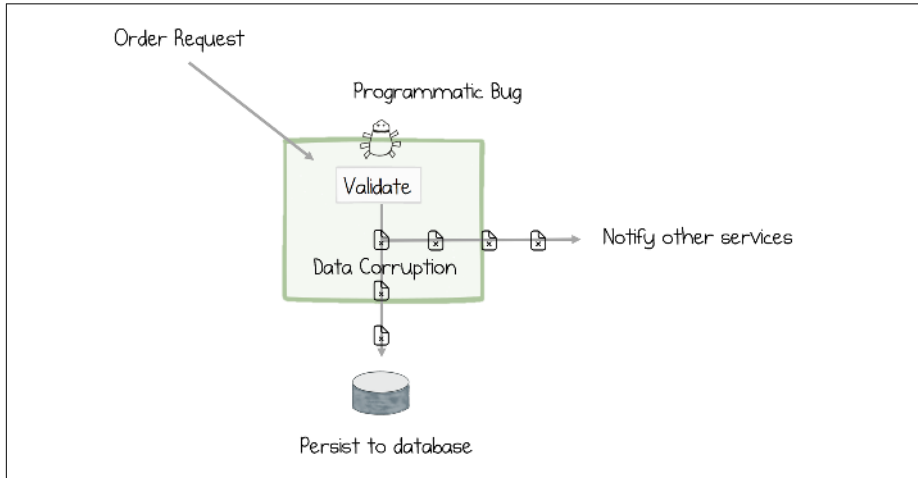 Order Request
Programmatic Bug
Validate
Notify other services
Data Corruption
Persist to database